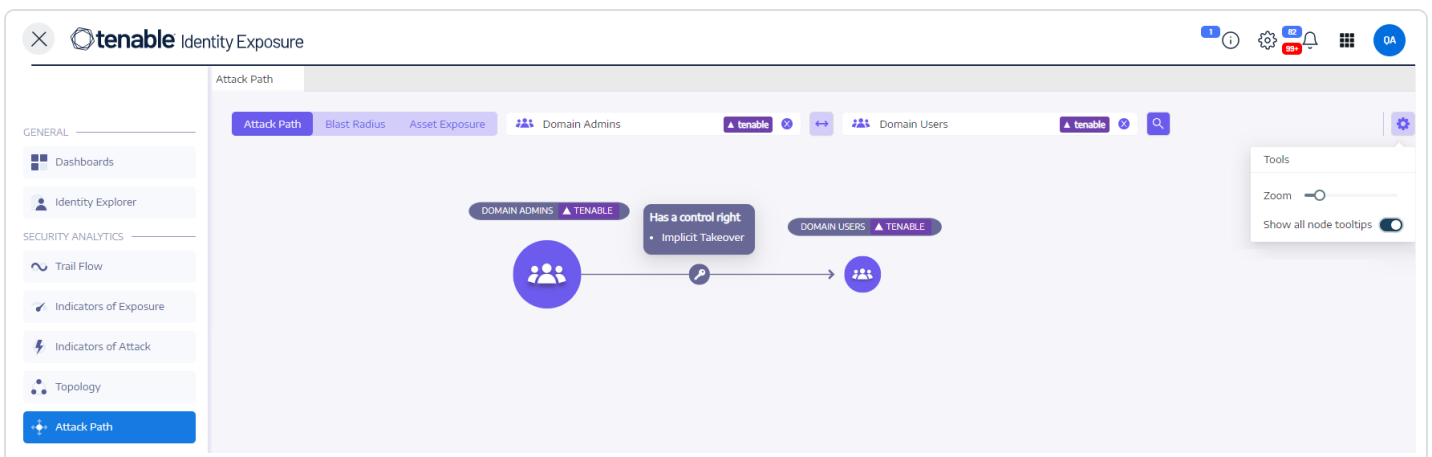 tenable Identity Exposure
1
82
99+
QA
Attack Path
GENERAL
Dashboards
Identity Explorer
SECURITY ANALYTICS
Trail Flow
Indicators of Exposure
Indicators of Attack
Topology
Attack Path
Attack Path Blast Radius Asset Exposure Domain Admins tenable Domain Users tenable
Tools
Zoom
Show all node tooltips
DOMAIN ADMINS TENABLE
Has a control right
• Implicit Takeover
DOMAIN USERS TENABLE